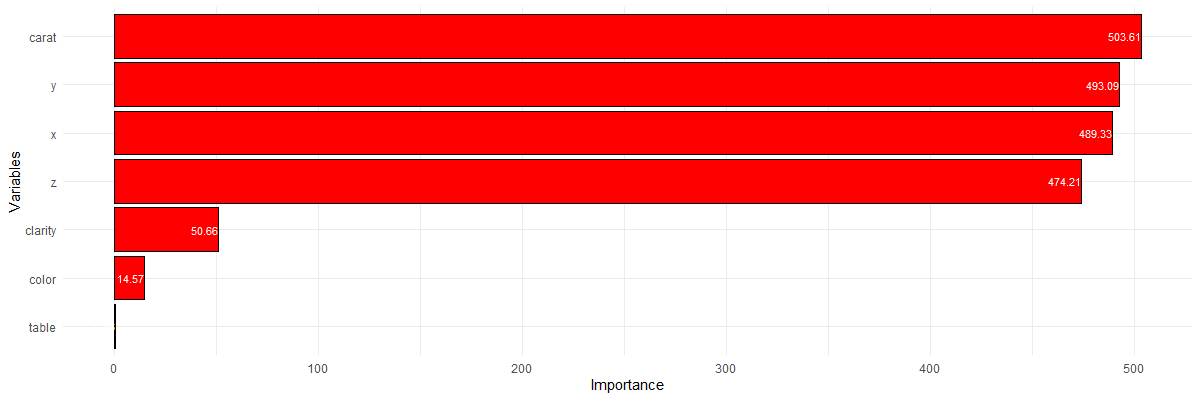 carat
503.61
y
493.09
x
489.33
z
474.21
clarity
50.66
color
14.57
table
0
100
200
300
400
500
Importance
Variables